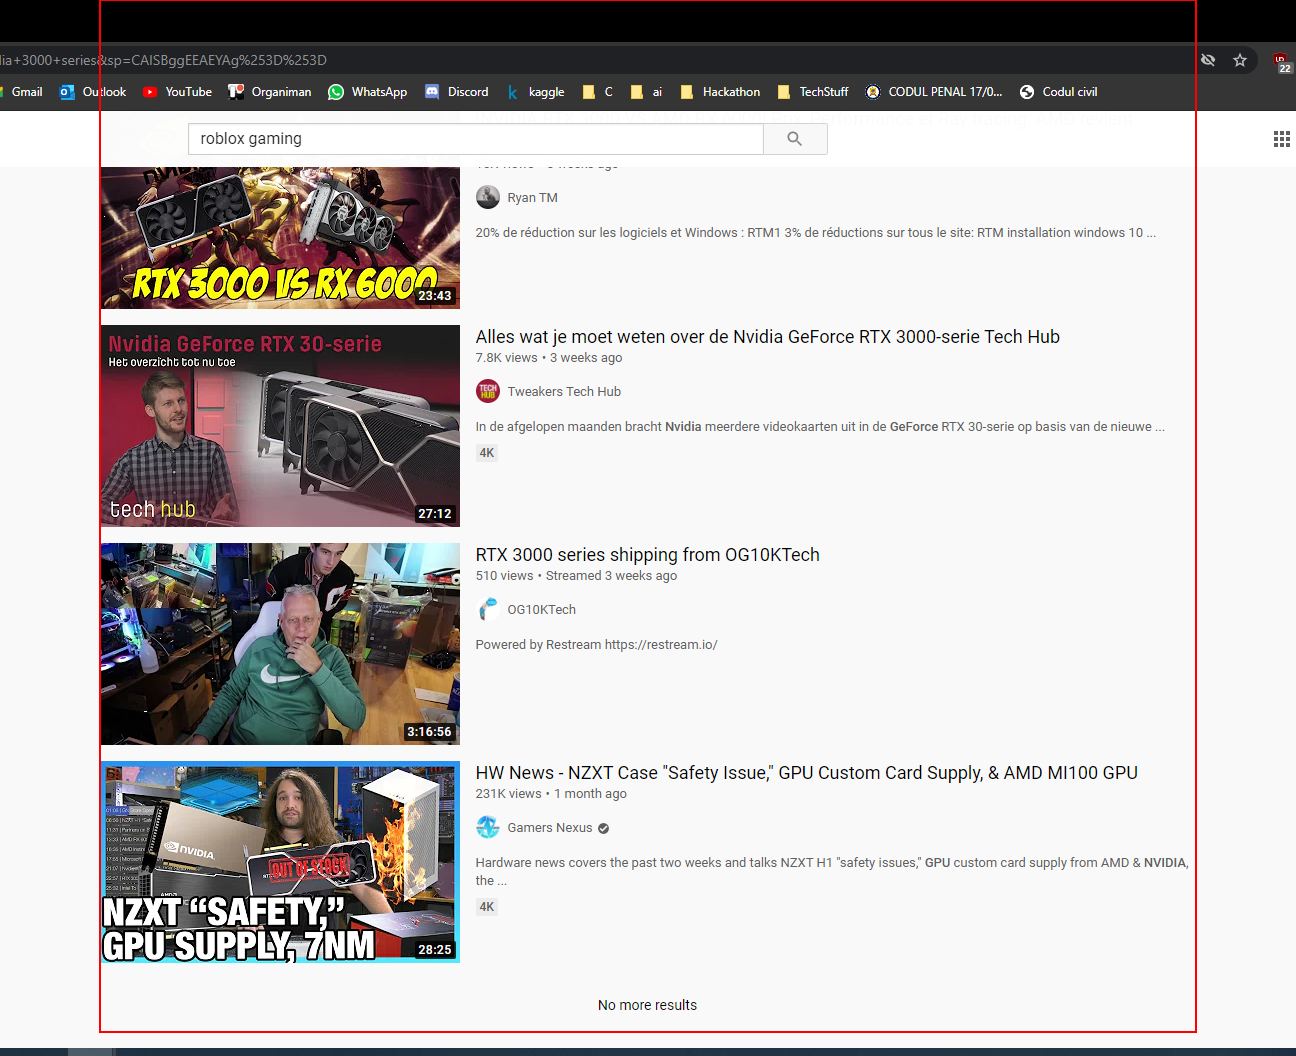 ia+3000+series&sp=CAISBggEEAEYAg%253D%253D
22
Gmail Outlook YouTube Organiman WhatsApp Discord kaggle C ai Hackathon TechStuff CODUL PENAL 17/0... Codul civil
roblox gaming
RTX 3000 VS RX 6000
23:43
Ryan TM
20% de réduction sur les logiciels et Windows : RTM1 3% de réductions sur tous le site: RTM installation windows 10 ...
Nvidia GeForce RTX 30-serie
Het overzicht tot nu toe
tech hub
27:12
Alles wat je moet weten over de Nvidia GeForce RTX 3000-serie Tech Hub
7.8K views • 3 weeks ago
TECH HUB
Tweakers Tech Hub
In de afgelopen maanden bracht Nvidia meerdere videokaarten uit in de GeForce RTX 30-serie op basis van de nieuwe ...
4K
3:16:56
RTX 3000 series shipping from OG10KTech
510 views • Streamed 3 weeks ago
OG10KTech
Powered by Restream https://restream.io/
NVIDIA.
OUT OF STOCK
NZXT “SAFETY,”
GPU SUPPLY, 7NM
28:25
HW News - NZXT Case "Safety Issue," GPU Custom Card Supply, & AMD MI100 GPU
231K views • 1 month ago
Gamers Nexus
Hardware news covers the past two weeks and talks NZXT H1 "safety issues," GPU custom card supply from AMD & NVIDIA,
the ...
4K
No more results